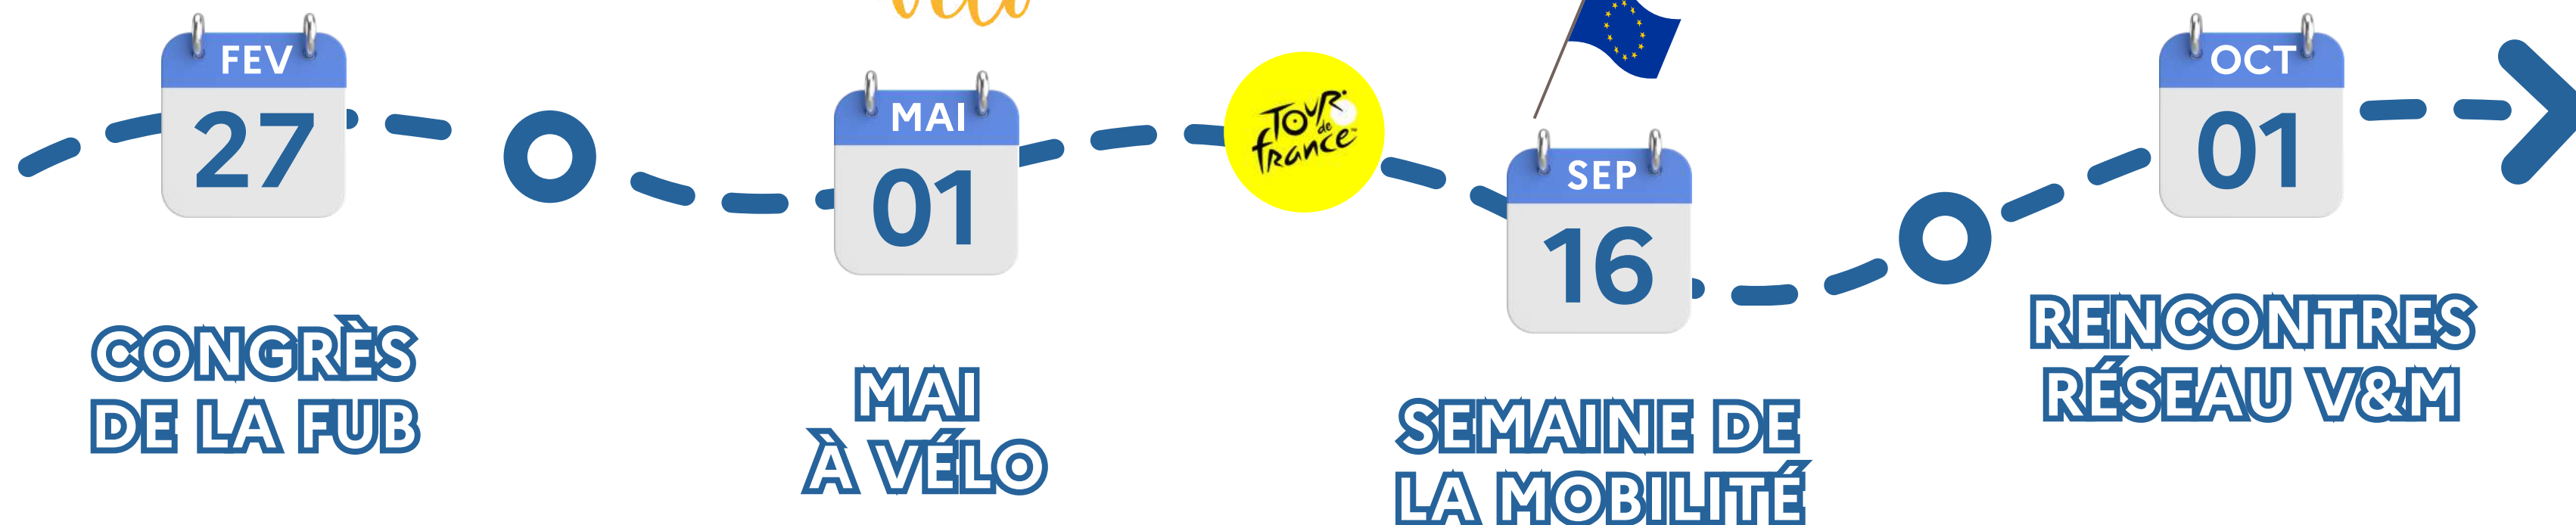 FEV
27
CONGRÈS
DE LA FUB
MAI
01
MAI
À VÉLO
TOUR
de
france
SEP
16
SEMAINE DE
LA MOBILITÉ
OCT
01
RENCONTRES
RÉSEAU V&M